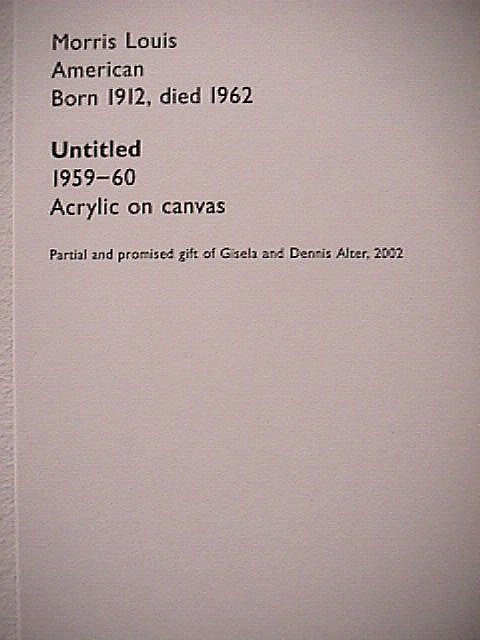 Morris Louis
American
Born 1912, died 1962
Untitled
1959–60
Acrylic on canvas
Partial and promised gift of Gisela and Dennis Alter, 2002